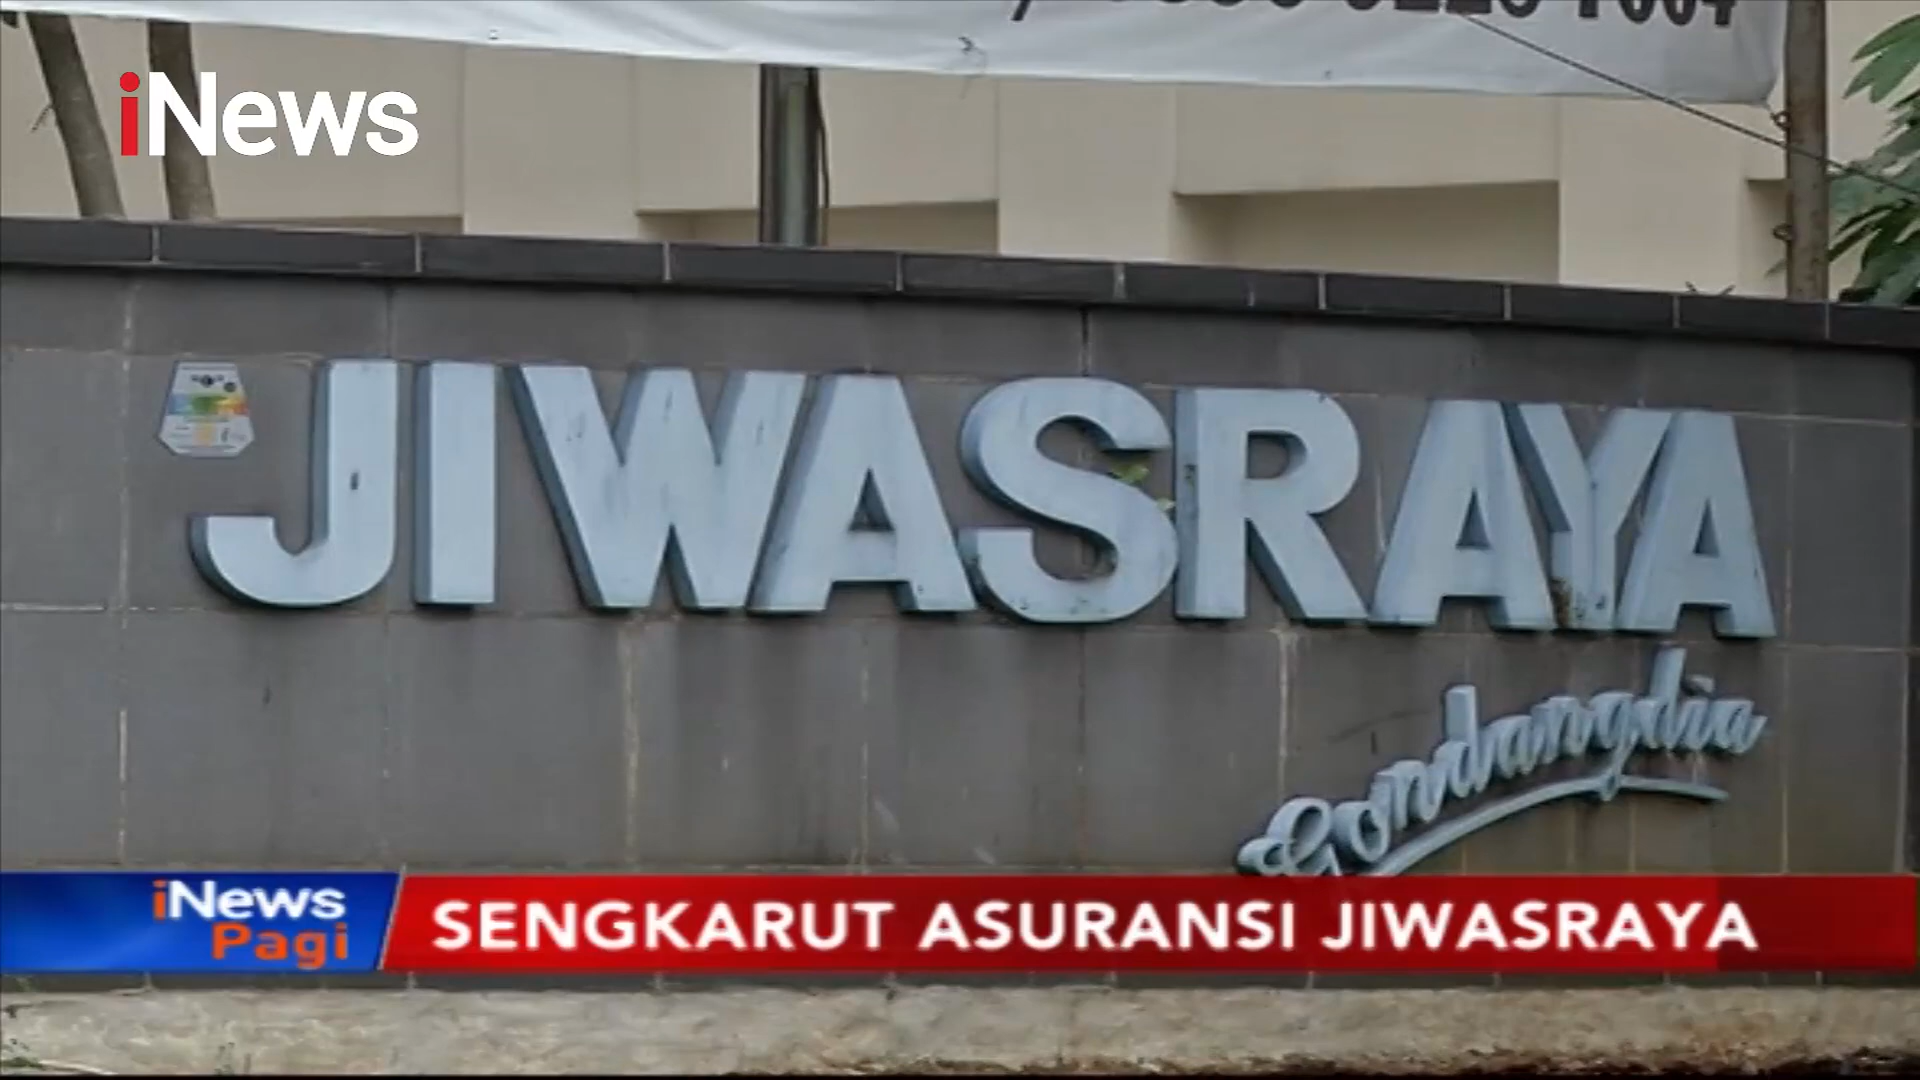 iNews
JIWASRAYA
Gondangdia
iNews
Pagi
SENGKARUT ASURANSI JIWASRAYA